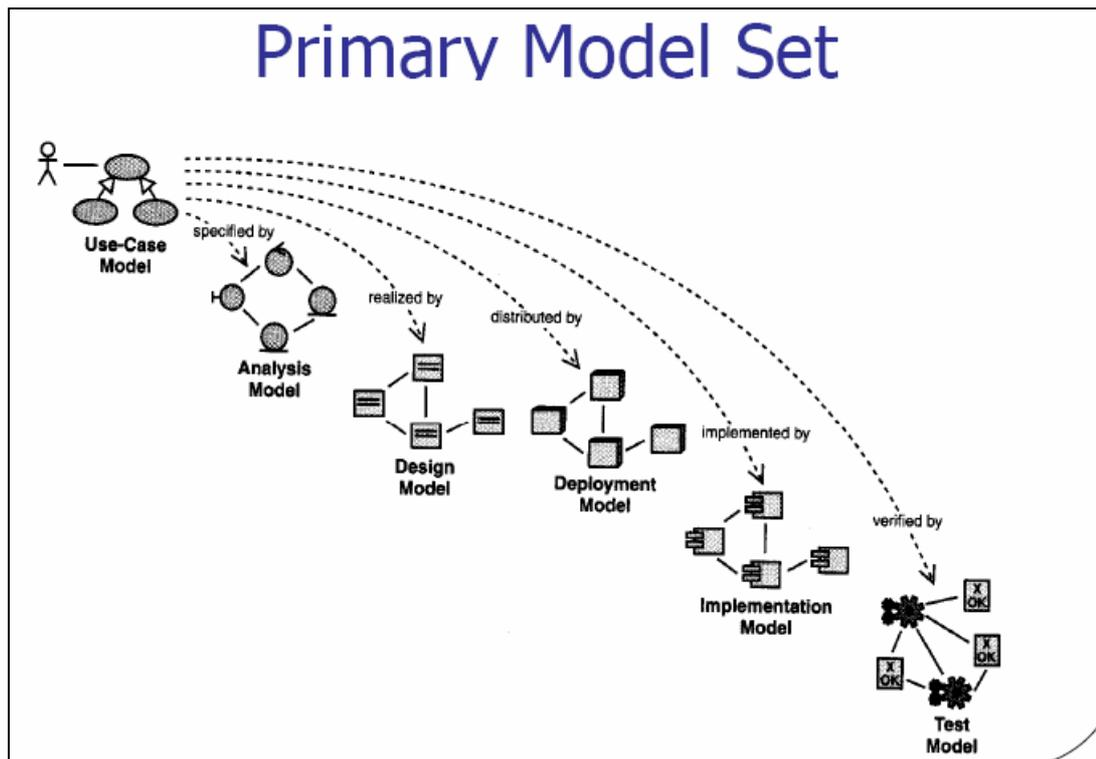 Primary Model Set
Use-Case
Model
specified by
Analysis
Model
realized by
Design
Model
distributed by
Deployment
Model
implemented by
Implementation
Model
verified by
X
OK
X
OK
X
OK
Test
Model